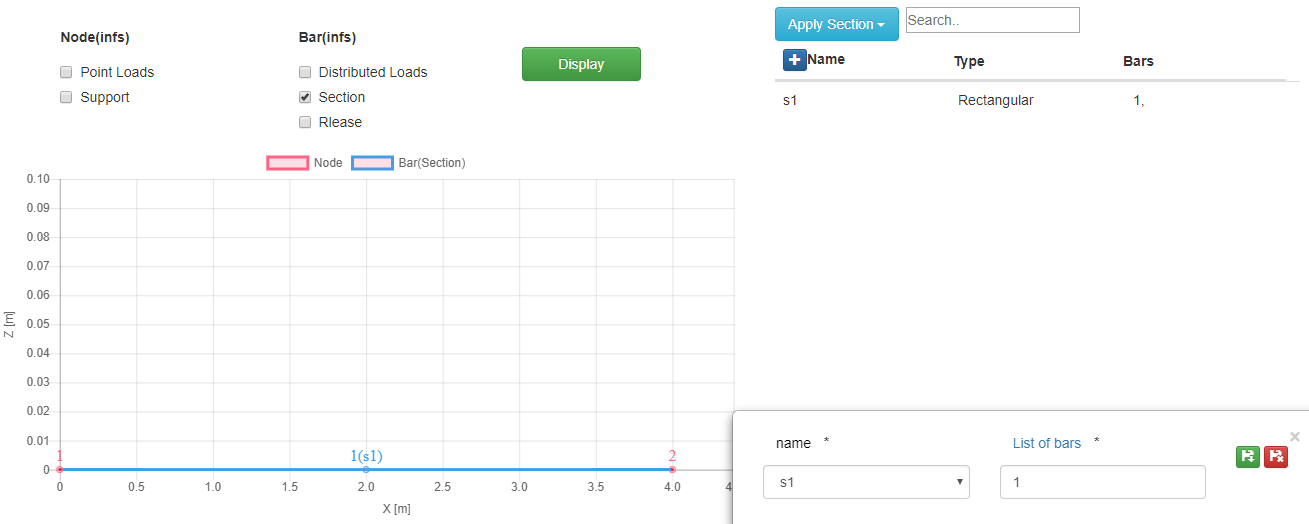 Node(infs)
Point Loads
Support
Bar(infs)
Distributed Loads
Section
Rlease
Display
Apply Section
Search..
Name Type Bars
s1 Rectangular 1,
Node Bar(Section)
0.10
0.09
0.08
0.07
0.06
0.05
0.04
0.03
0.02
0.01
0
Z [m]
1 1(s1) 2
0 0.5 1.0 1.5 2.0 2.5 3.0 3.5 4.0 4.
X [m]
name * List of bars *
×
s1 1